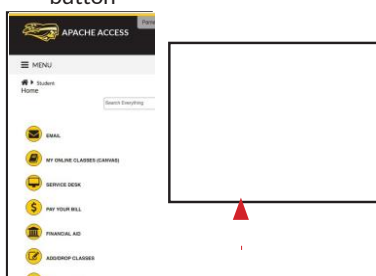 button
APACHE ACCESS
MENU
Student
Home
Search Everything
EMAIL
MY ONLINE CLASSES (CANVAS)
SERVICE DESK
PAY YOUR BILL
FINANCIAL AID
ADD/DROP CLASSES